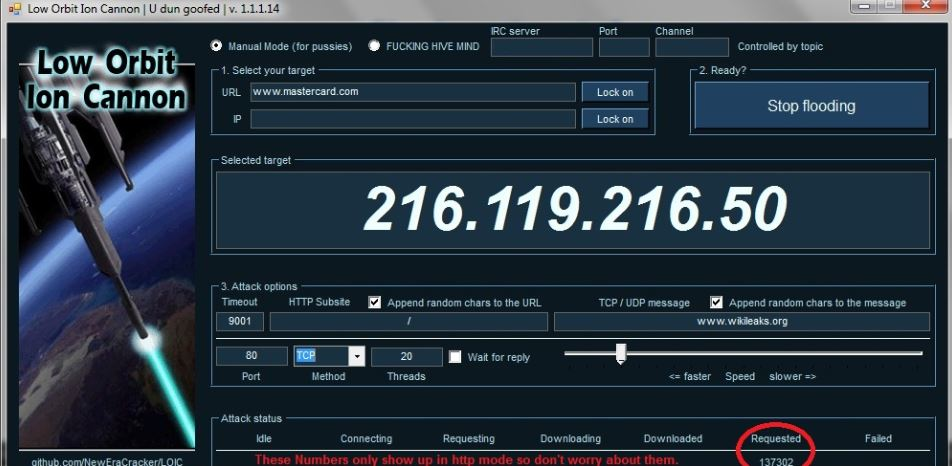 Low Orbit Ion Cannon | U dun goofed | v. 1.1.1.14
Low Orbit
Ion Cannon
Manual Mode (for pussies)
FUCKING HIVE MIND
IRC server
Port
Channel
Controlled by topic
1. Select your target
URL
www.mastercard.com
Lock on
IP
Lock on
2. Ready?
Stop flooding
Selected target
216.119.216.50
3. Attack options
Timeout
HTTP Subsite
Append random chars to the URL
TCP / UDP message
Append random chars to the message
9001
/
www.wikileaks.org
80
TCP
20
Wait for reply
Port
Method
Threads
<= faster
Speed
slower =>
Attack status
Idle
Connecting
Requesting
Downloading
Downloaded
Requested
Failed
These Numbers only show up in http mode so don't worry about them.
137302
github.com/NewEraCracker/LOIC